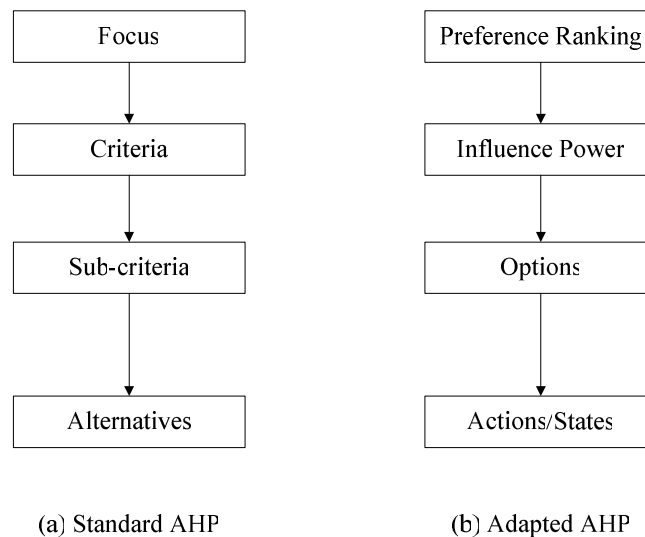 Focus
Criteria
Sub-criteria
Alternatives
(a) Standard AHP
Preference Ranking
Influence Power
Options
Actions/States
(b) Adapted AHP